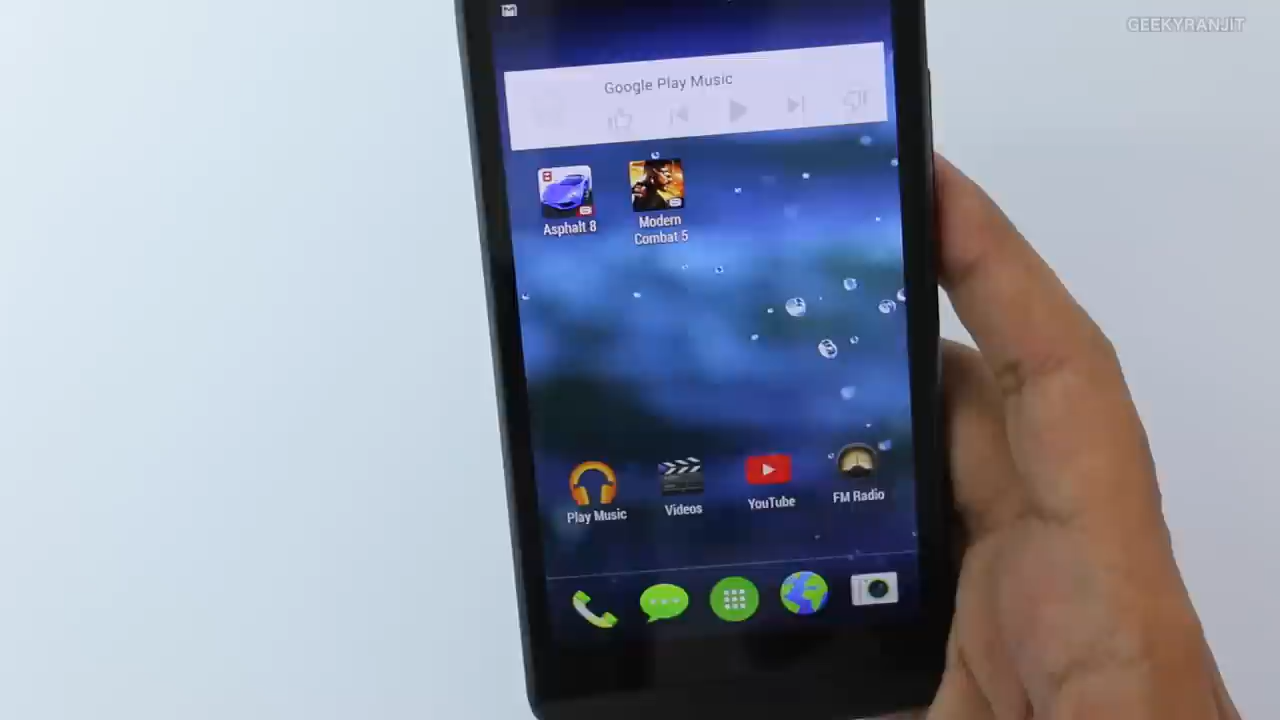 GEEKYRANJIT
Google Play Music
Asphalt 8
Modern
Combat 5
Play Music
Videos
YouTube
FM Radio